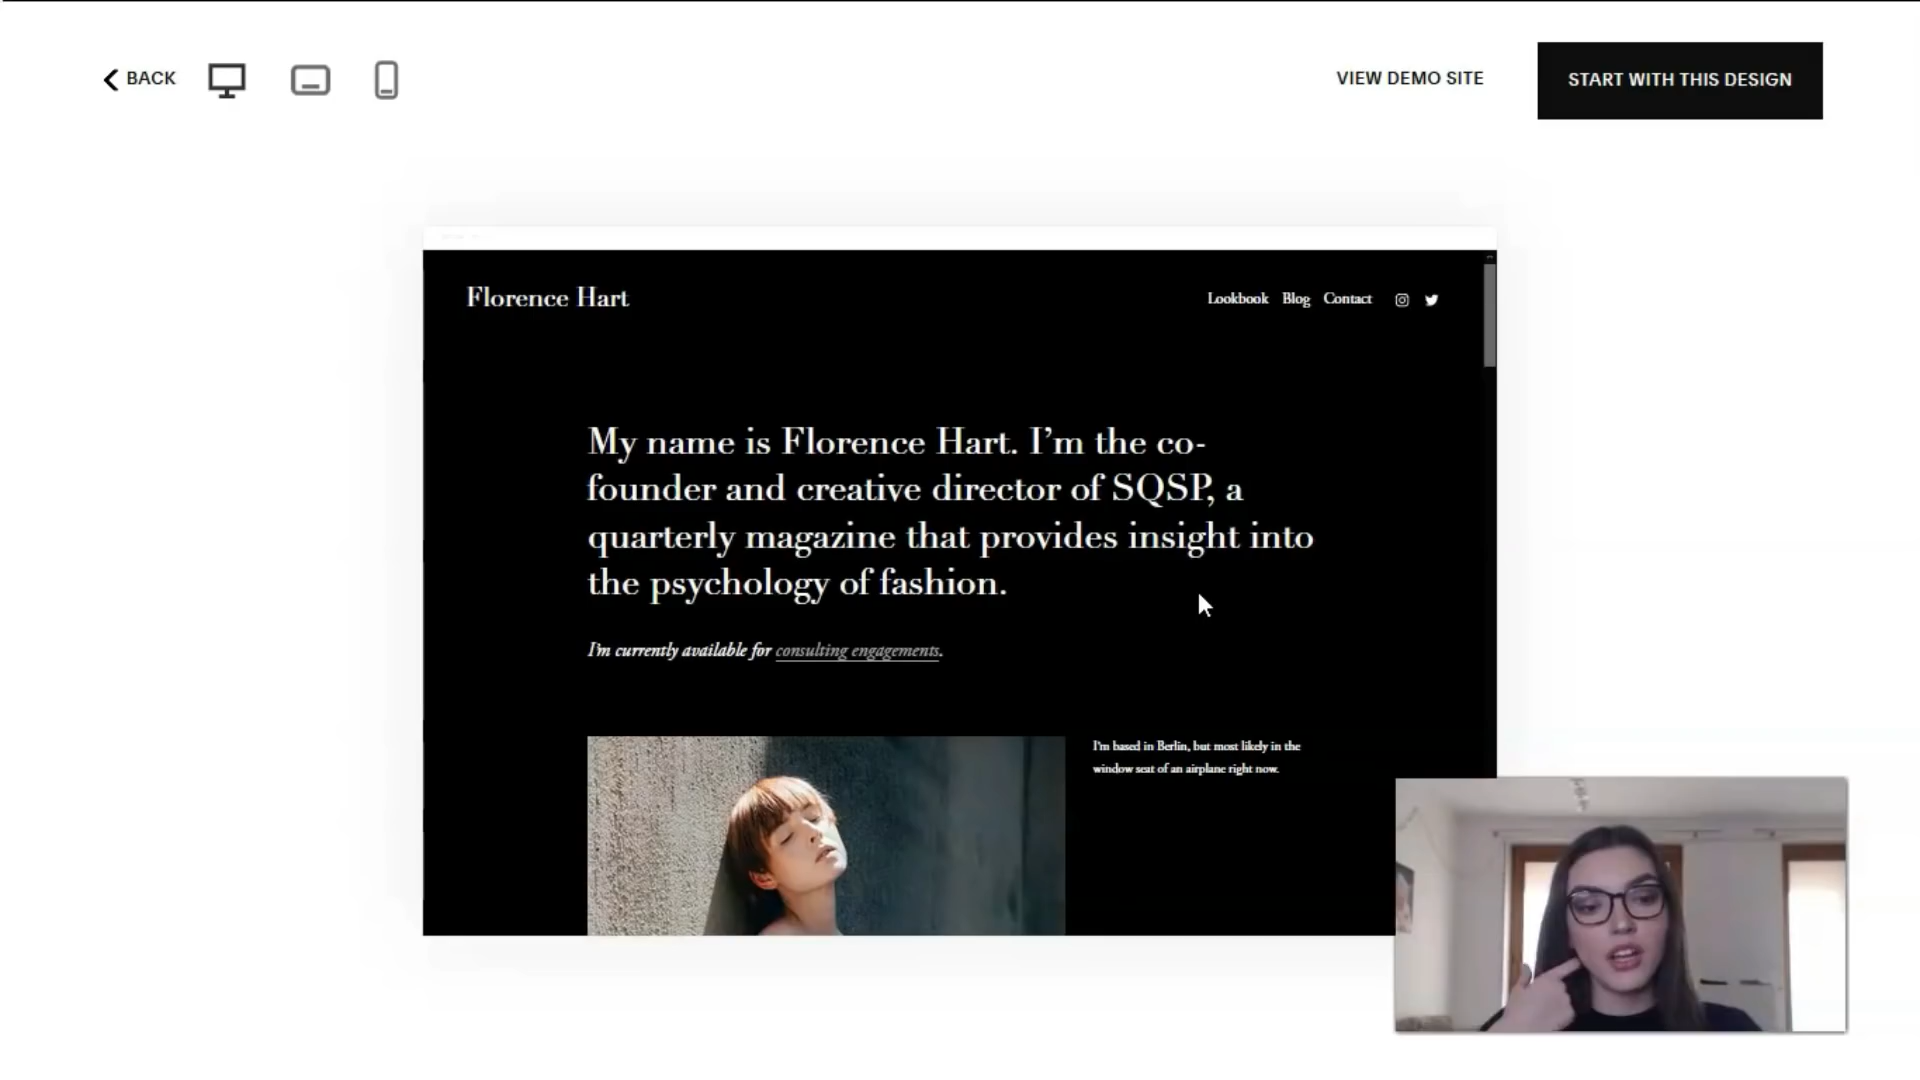 BACK
VIEW DEMO SITE
START WITH THIS DESIGN
Florence Hart
Lookbook Blog Contact
My name is Florence Hart. I’m the co-
founder and creative director of SQSP, a
quarterly magazine that provides insight into
the psychology of fashion.
I'm currently available for consulting engagements.
I'm based in Berlin, but most likely in the
window seat of an airplane right now.